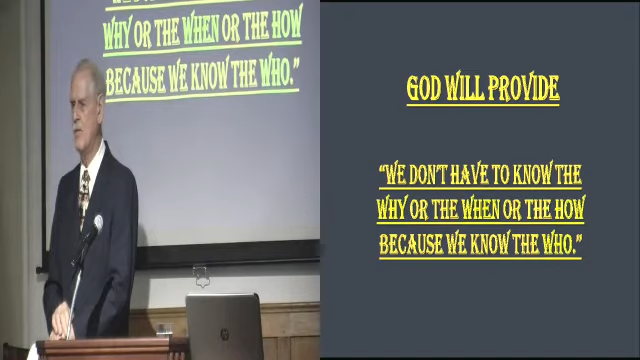 WHY OR THE WHEN OR THE HOW
BECAUSE WE KNOW THE WHO."
GOD WILL PROVIDE
"WE DON'T HAVE TO KNOW THE
WHY OR THE WHEN OR THE HOW
BECAUSE WE KNOW THE WHO."